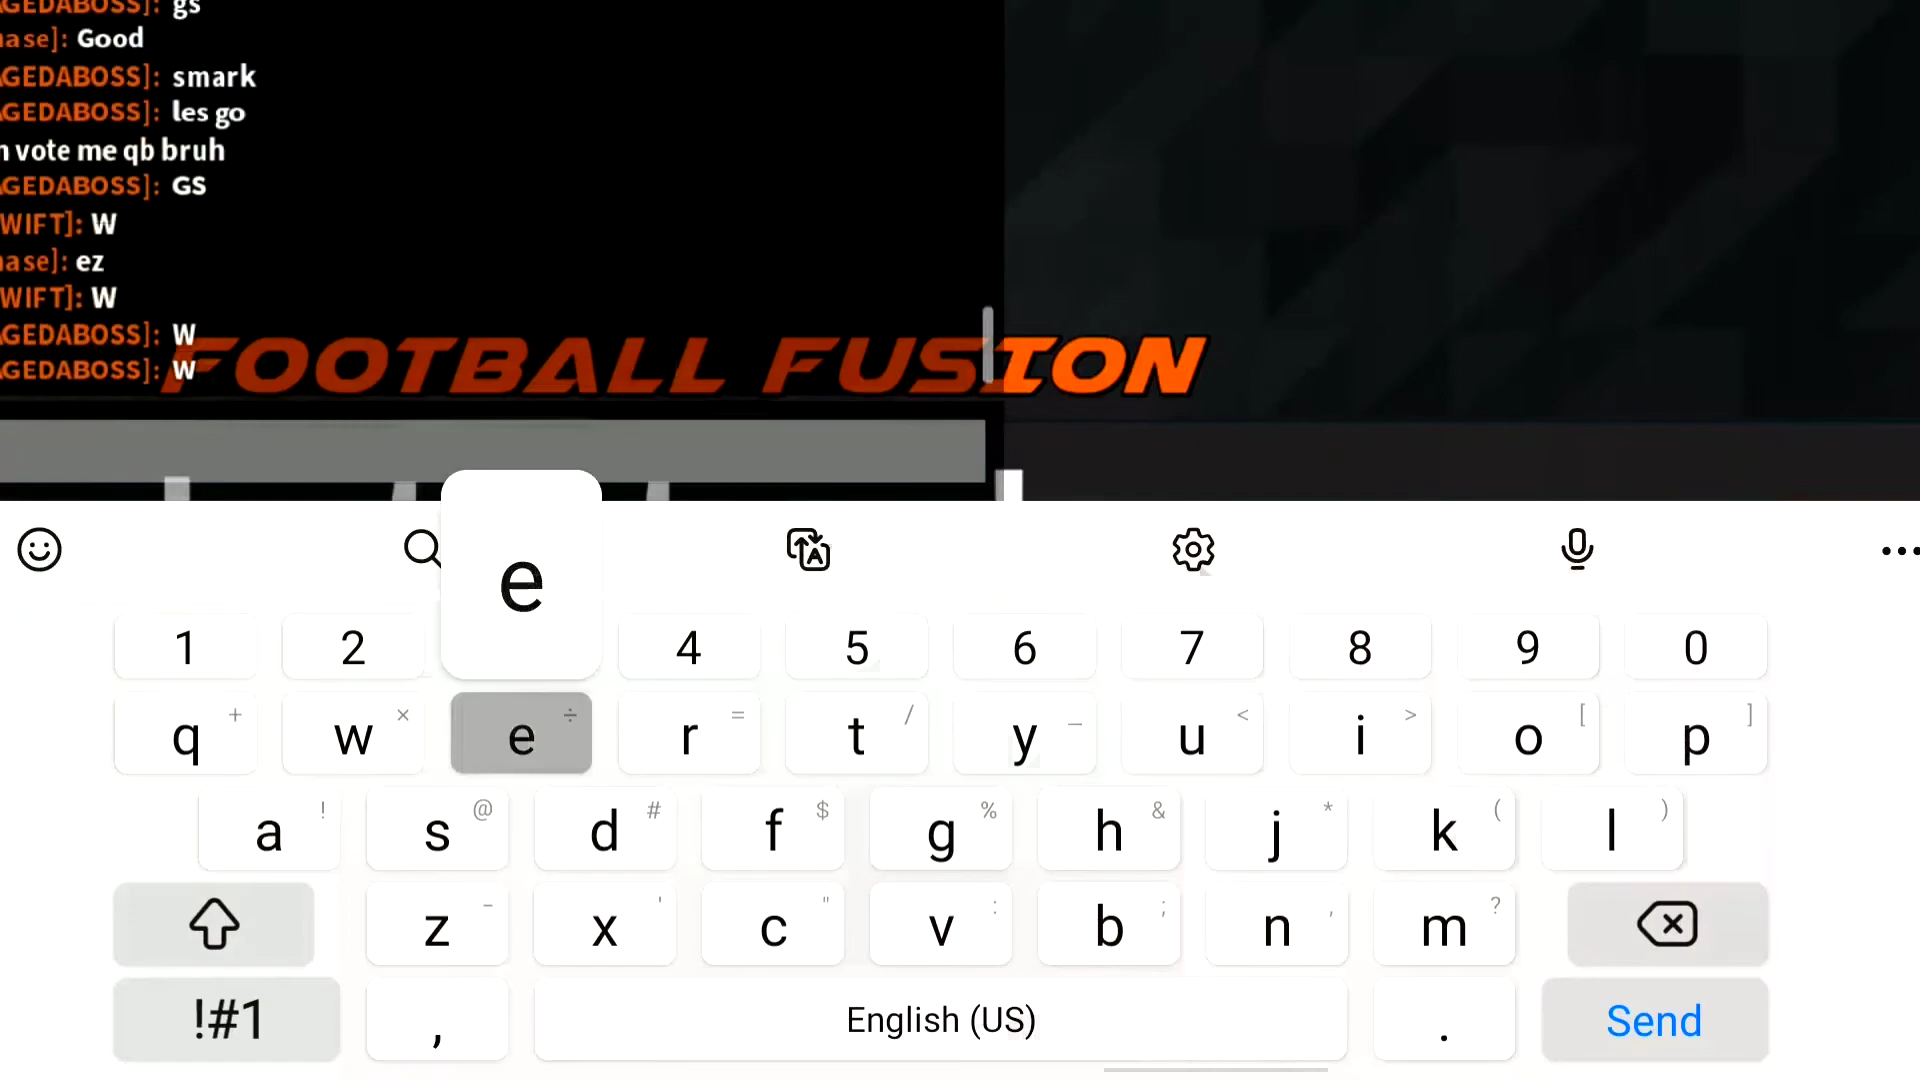 GEDABOSS]: gs
ase]: Good
GEDABOSS]: smark
GEDABOSS]: les go
vote me qb bruh
GEDABOSS]: GS
WIFT]: W
ase]: ez
WIFT]: W
GEDABOSS]: W
GEDABOSS]: W
FOOTBALL FUSION
e
1 2 4 5 6 7 8 9 0
q + w × e ÷ r = t / y _ u < i > o [ p ]
a ! s @ d # f $ g % h & j * k ( l )
z - x ' c " v : b ; n , m ?
!#1 , English (US) . Send